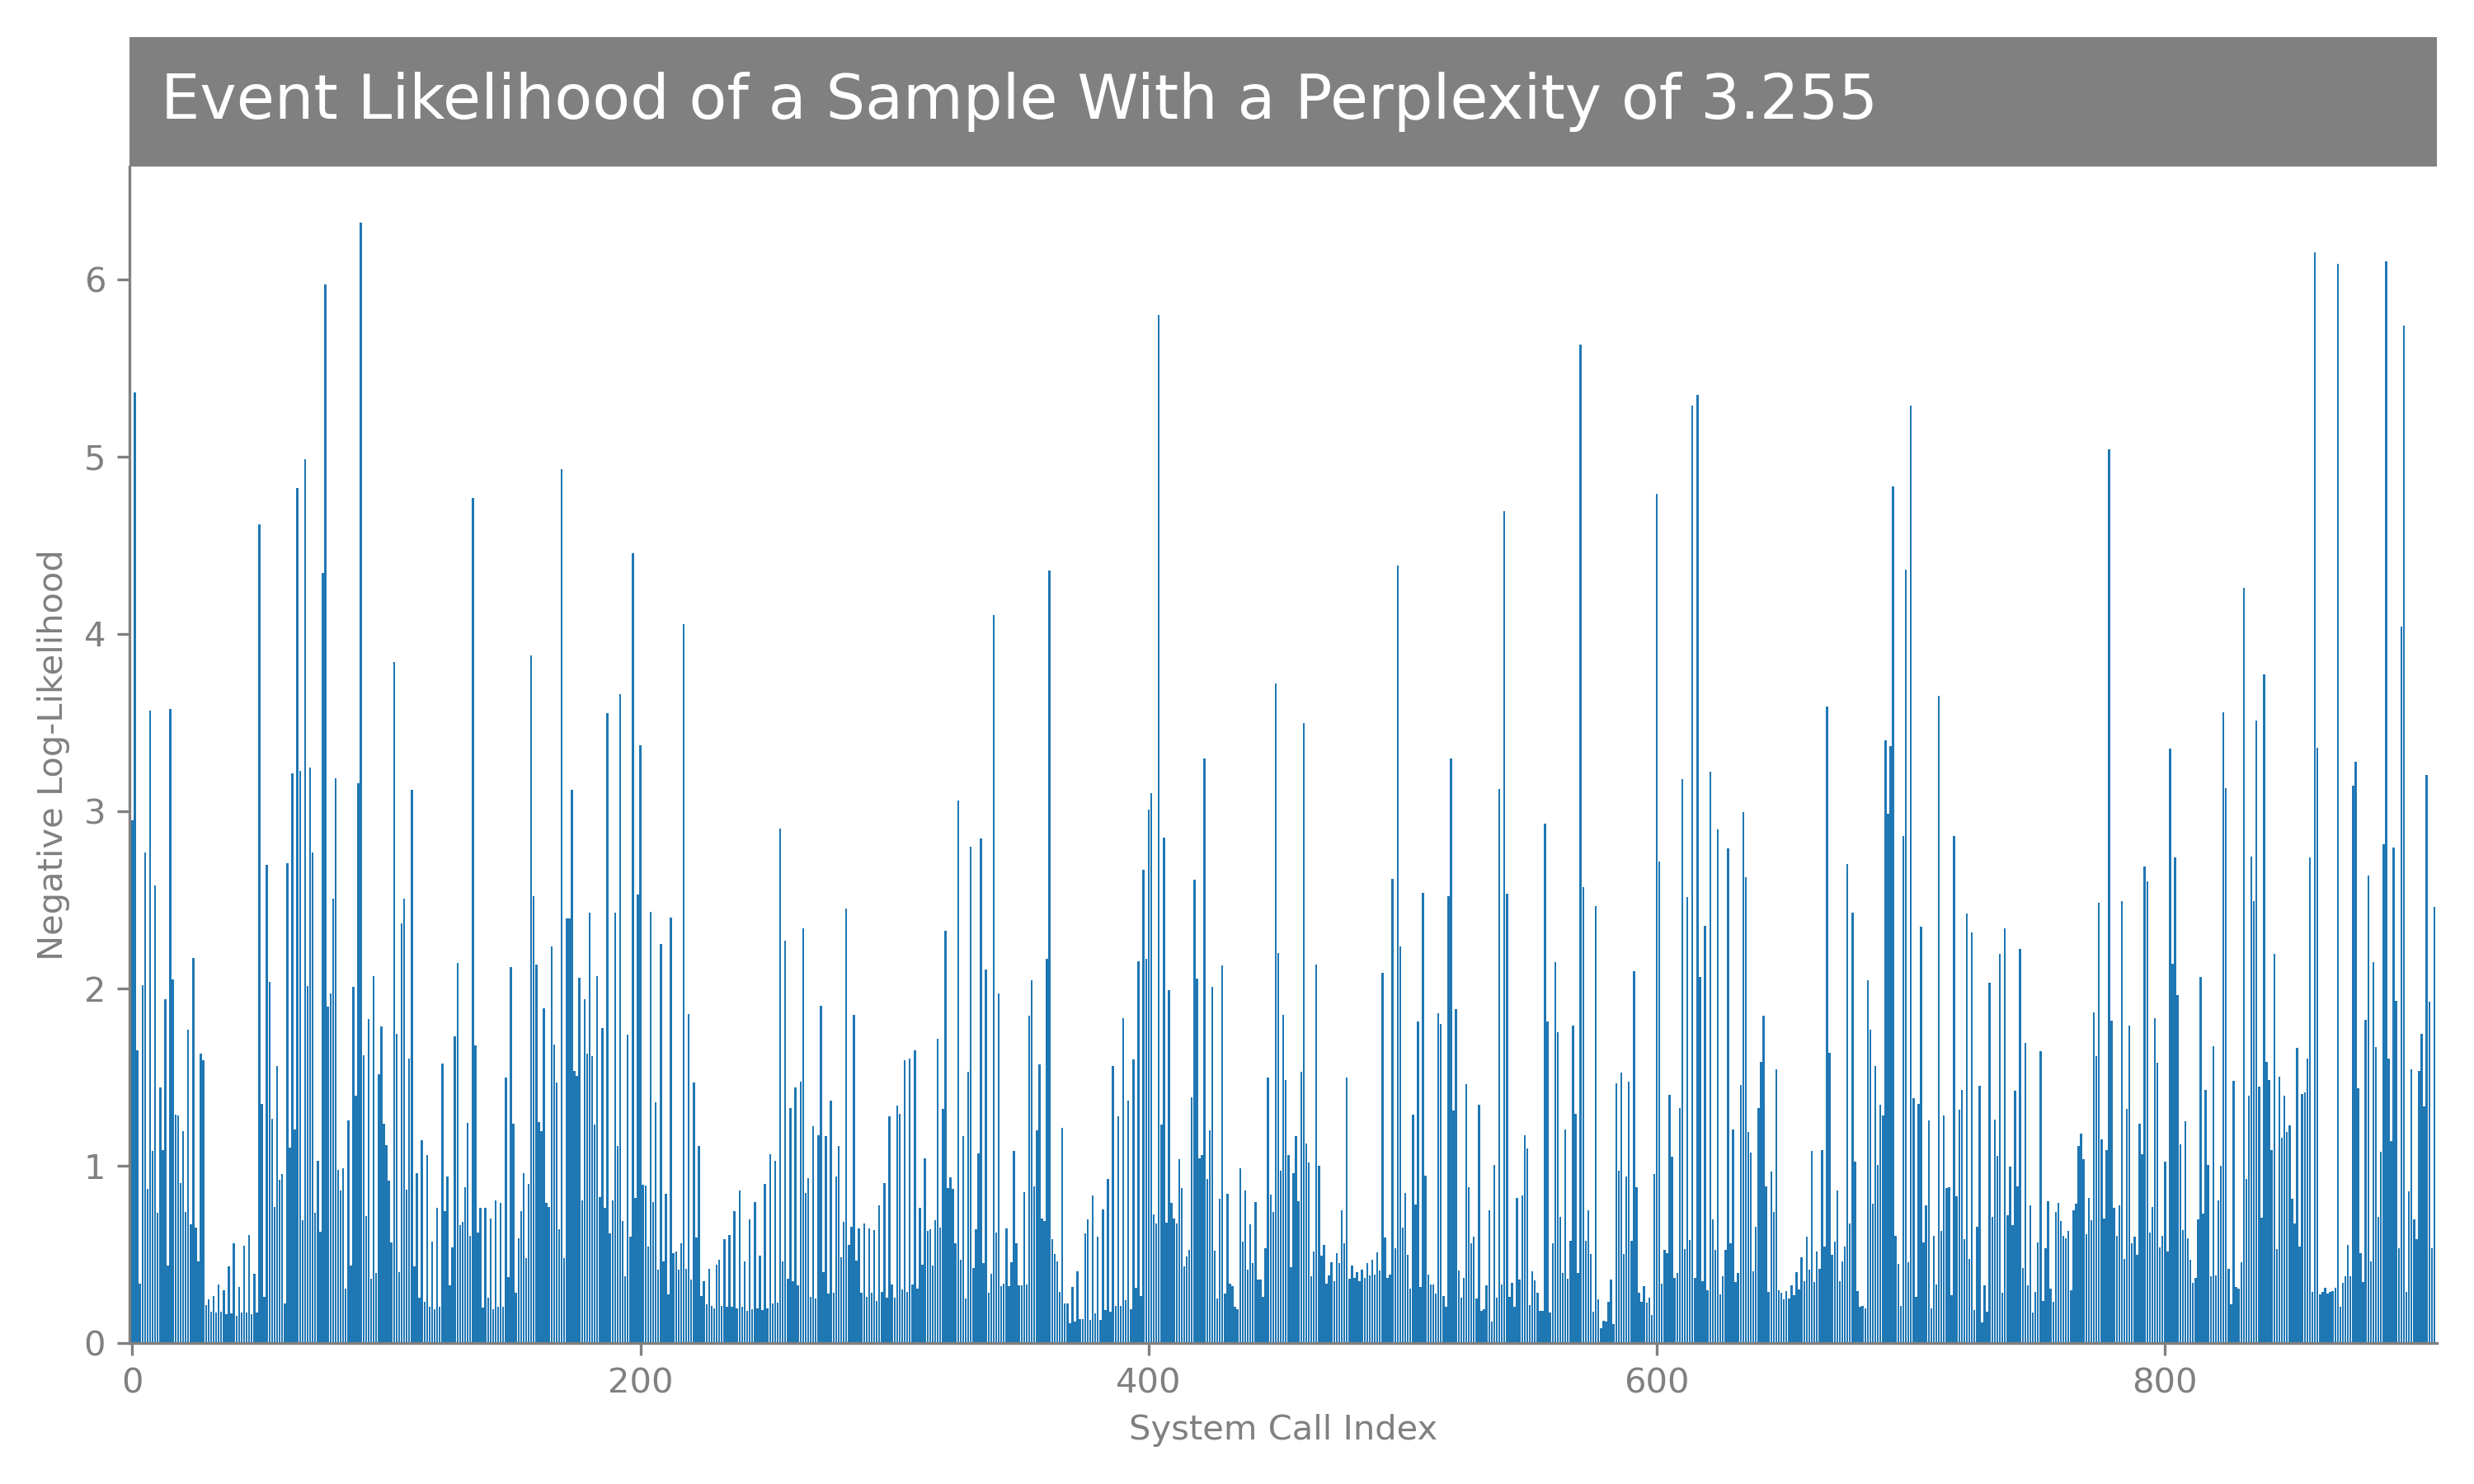 Event Likelihood of a Sample With a Perplexity of 3.255
Negative Log-Likelihood
6
5
4
3
2
1
0
0 200 400 600 800
System Call Index